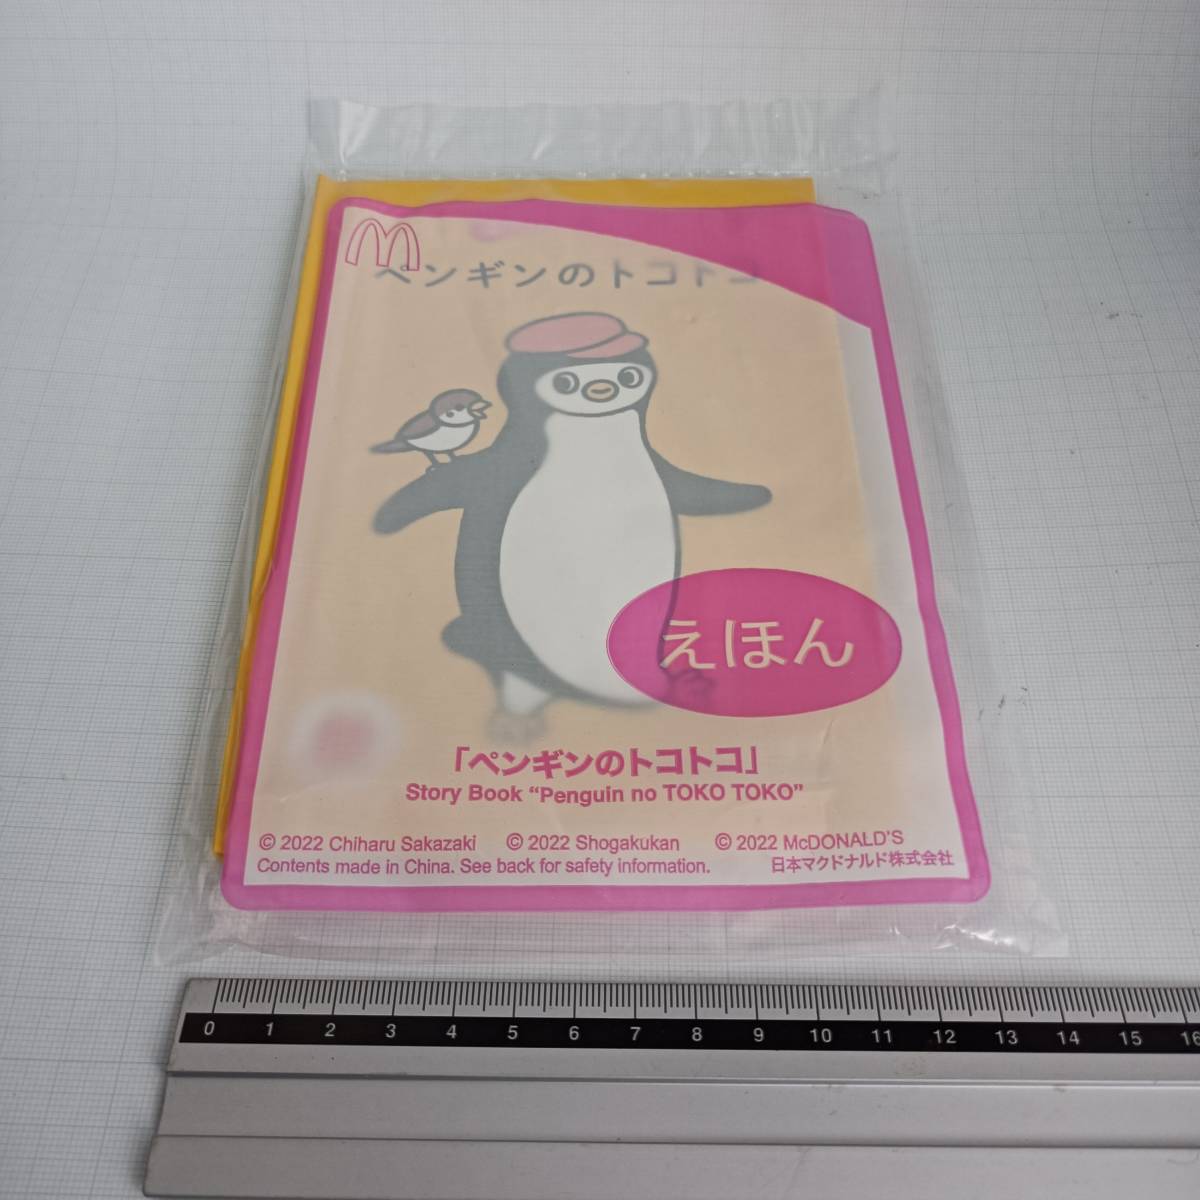 ペンギンのトコトコ
えほん
「ペンギンのトコトコ」
Story Book “Penguin no TOKO TOKO”
© 2022 Chiharu Sakazaki © 2022 Shogakukan © 2022 McDONALD'S
Contents made in China. See back for safety information. 日本マクドナルド株式会社
0 1 2 3 4 5 6 7 8 9 10 11 12 13 14 15 16